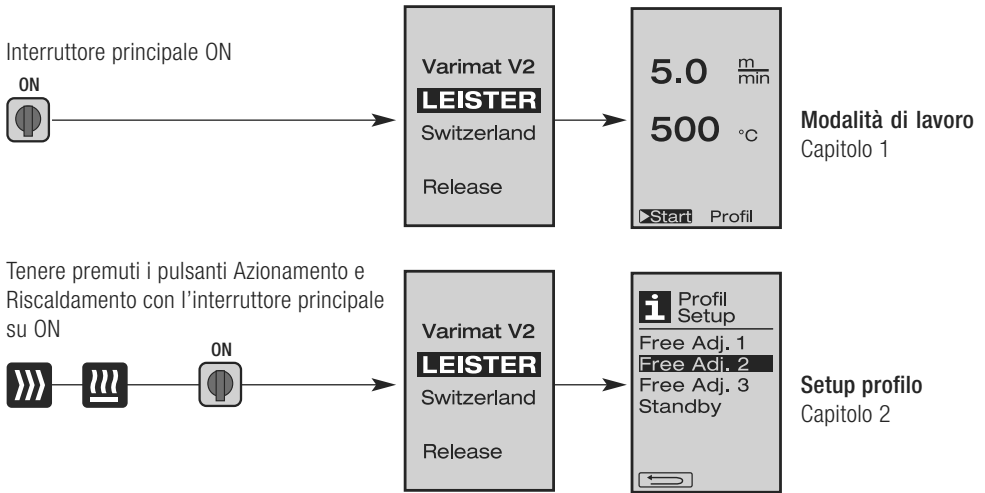 Interruttore principale ON
ON
Varimat V2
LEISTER
Switzerland
Release
5.0 m/min
500 °C
Start Profil
Modalità di lavoro
Capitolo 1
Tenere premuti i pulsanti Azionamento e
Riscaldamento con l'interruttore principale
su ON
ON
Varimat V2
LEISTER
Switzerland
Release
i Profil
Setup
Free Adj. 1
Free Adj. 2
Free Adj. 3
Standby
Setup profilo
Capitolo 2